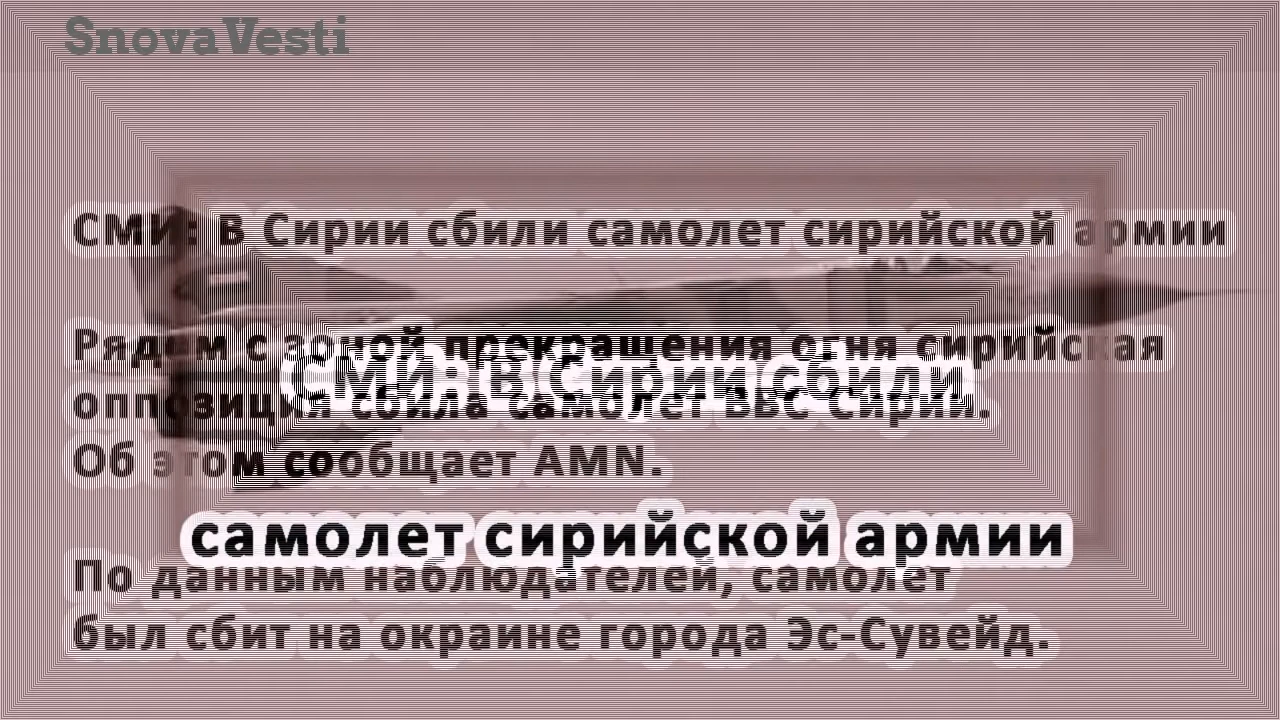 SnovaVesti
СМИ: В Сирии сбили самолет сирийской армии
Рядом с зоной прекращения огня сирийская
СМИ: В Сирии сбили
оппозиция сбила самолет ВВС Сирии.
Об этом сообщает AMN.
самолет сирийской армии
По данным наблюдателей, самолет
был сбит на окраине города Эс-Сувейд.